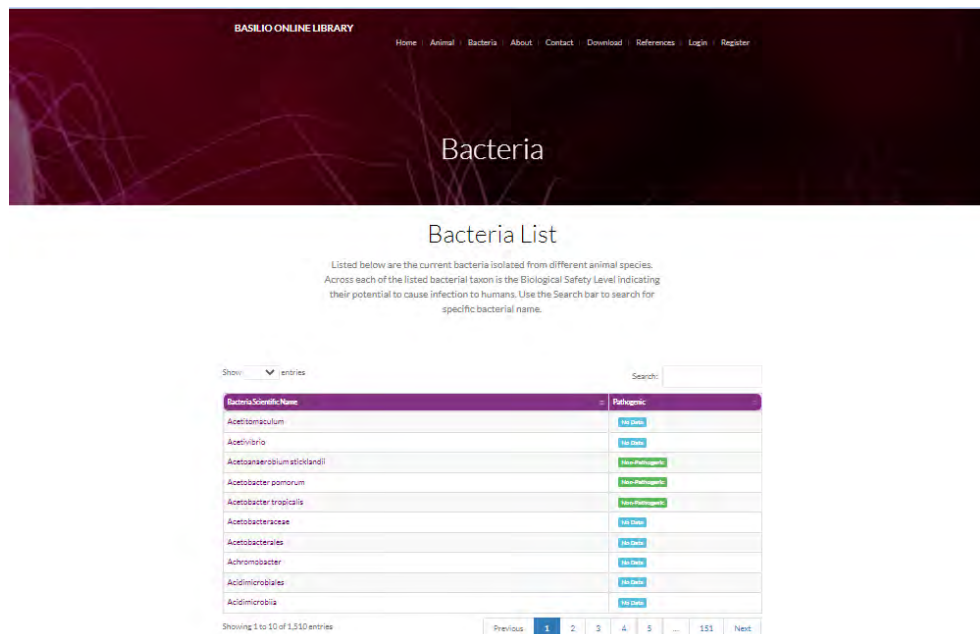 BASILIO ONLINE LIBRARY
Home Animal Bacteria About Contact Download References Login Register
Bacteria
Bacteria List
Listed below are the current bacteria isolated from different animal species.
Across each of the listed bacterial taxon is the Biological Safety Level indicating
their potential to cause infection to humans. Use the Search bar to search for
specific bacterial name.
Show entries Search:
Bacteria Scientific Name Pathogenic
Acetitomaculum No Data
Acetivibrio No Data
Acetoanaerobium sticklandii Non-Pathogenic
Acetobacter pomorum Non-Pathogenic
Acetobacter tropicalis Non-Pathogenic
Acetobacteraceae No Data
Acetobacterales No Data
Achromobacter No Data
Acidimicrobiales No Data
Acidimicrobiia No Data
Showing 1 to 10 of 1,510 entries Previous 1 2 3 4 5 ... 151 Next